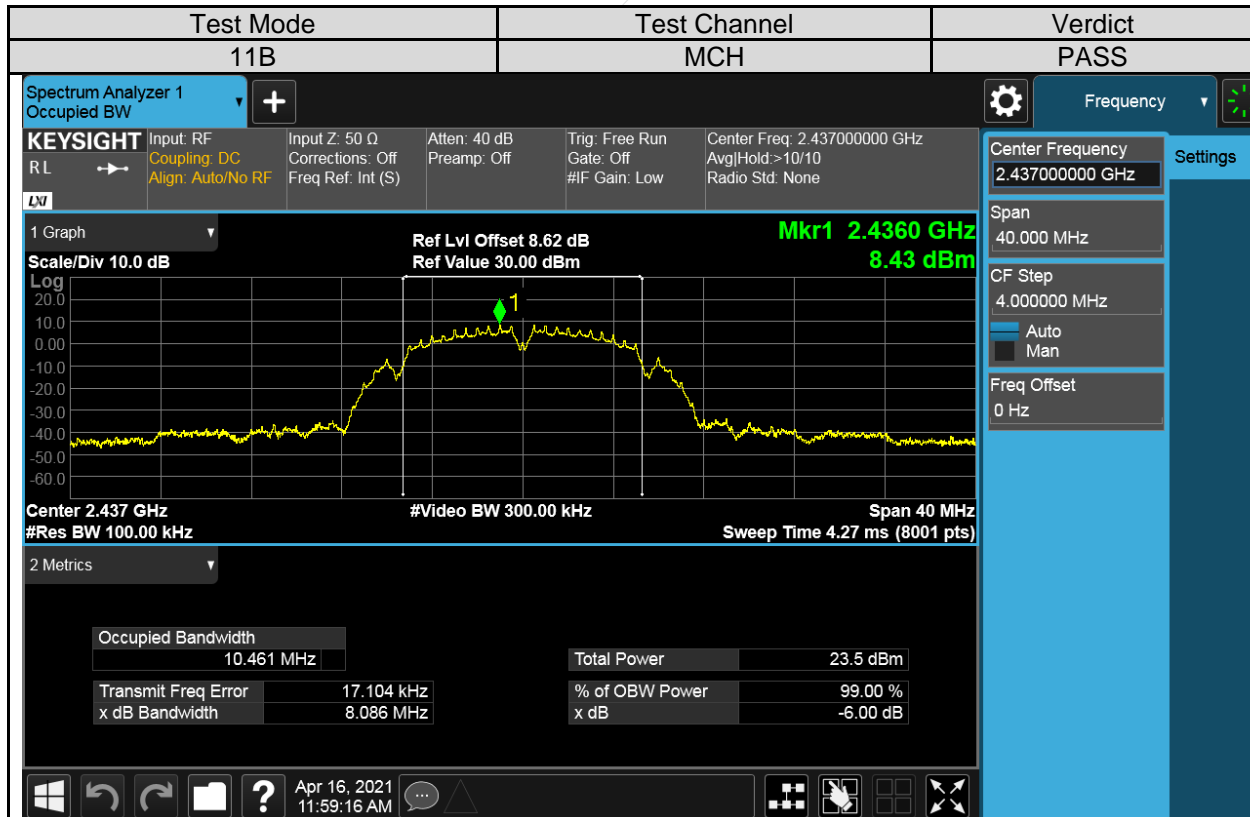 Test Mode Test Channel Verdict
11B MCH PASS
Spectrum Analyzer 1
Occupied BW
+
Frequency
KEYSIGHT Input: RF Input Z: 50 Ω Atten: 40 dB Trig: Free Run Center Freq: 2.437000000 GHz
RL Coupling: DC Corrections: Off Preamp: Off Gate: Off Avg|Hold:>10/10
Align: Auto/No RF Freq Ref: Int (S) #IF Gain: Low Radio Std: None
LXI
Center Frequency
2.437000000 GHz
Settings
Span
40.000 MHz
CF Step
4.000000 MHz
Auto
Man
Freq Offset
0 Hz
1 Graph
Ref Lvl Offset 8.62 dB Mkr1 2.4360 GHz
Scale/Div 10.0 dB Ref Value 30.00 dBm 8.43 dBm
Log
20.0
10.0
0.00
-10.0
-20.0
-30.0
-40.0
-50.0
-60.0
1
Center 2.437 GHz #Video BW 300.00 kHz Span 40 MHz
#Res BW 100.00 kHz Sweep Time 4.27 ms (8001 pts)
2 Metrics
Occupied Bandwidth
10.461 MHz Total Power 23.5 dBm
Transmit Freq Error 17.104 kHz % of OBW Power 99.00 %
x dB Bandwidth 8.086 MHz x dB -6.00 dB
? Apr 16, 2021
11:59:16 AM